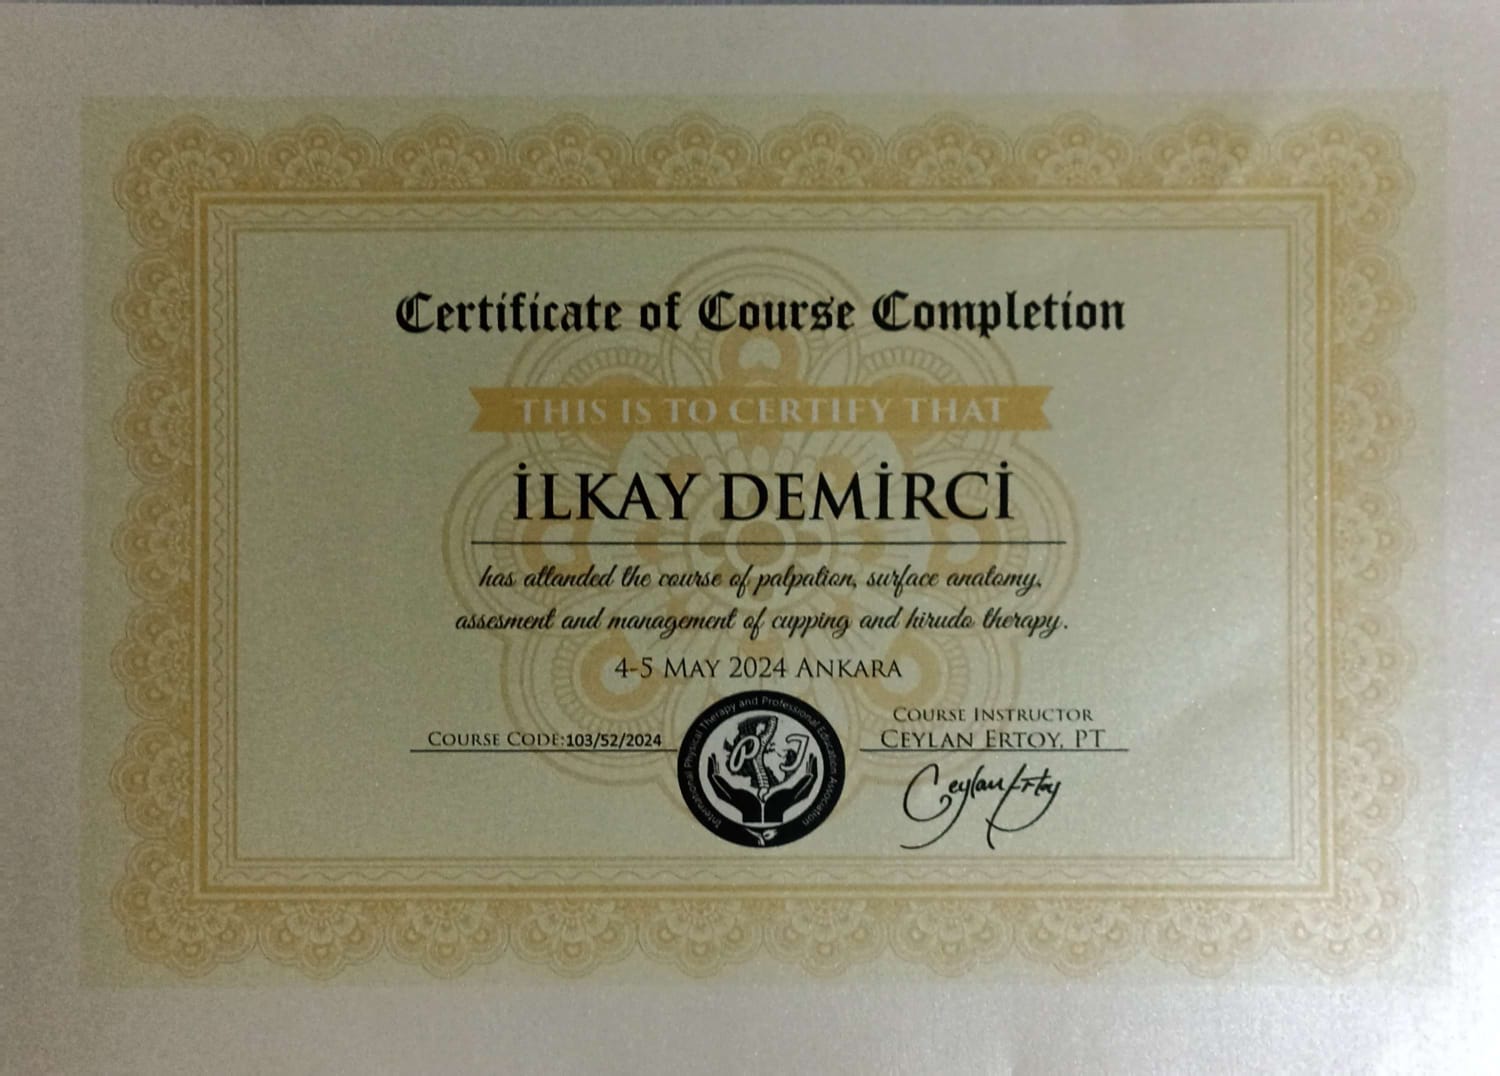 Certificate of Course Completion
THIS IS TO CERTIFY THAT
İLKAY DEMİRCİ
has attanded the course of palpation, surface anatomy,
assesment and management of cupping and hirudo therapy.
4-5 MAY 2024 ANKARA
COURSE CODE:103/52/2024
International Physical Therapy and Professional Education Association
P J
COURSE INSTRUCTOR
CEYLAN ERTOY, PT
Ceylan Ertoy